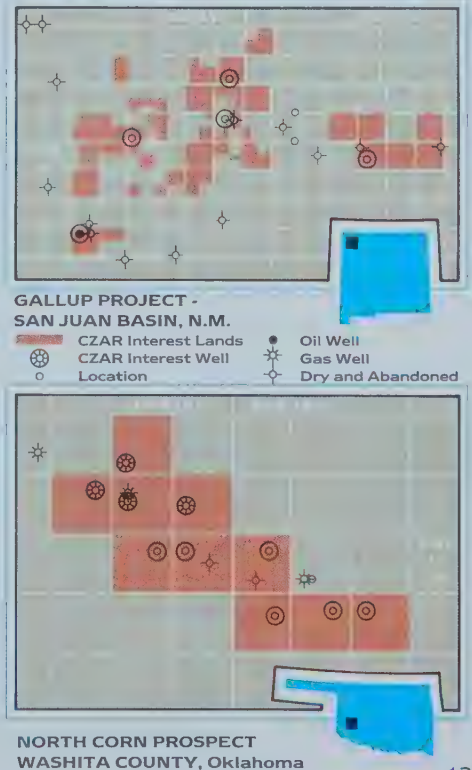 GALLUP PROJECT -
SAN JUAN BASIN, N.M.
CZAR Interest Lands
CZAR Interest Well
Location
Oil Well
Gas Well
Dry and Abandoned
NORTH CORN PROSPECT
WASHITA COUNTY, Oklahoma